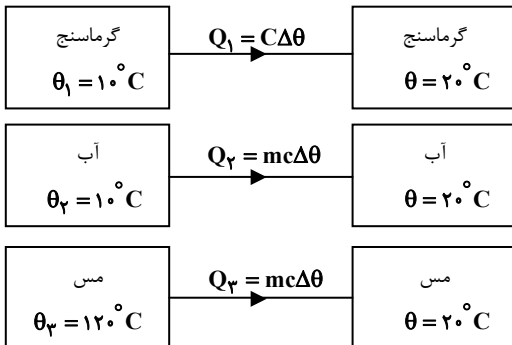 گرماسنج
θ₁ = ۱۰°C
Q₁ = CΔθ
گرماسنج
θ = ۲۰°C
آب
θ₂ = ۱۰°C
Q₂ = mcΔθ
آب
θ = ۲۰°C
مس
θ₃ = ۱۲۰°C
Q₃ = mcΔθ
مس
θ = ۲۰°C